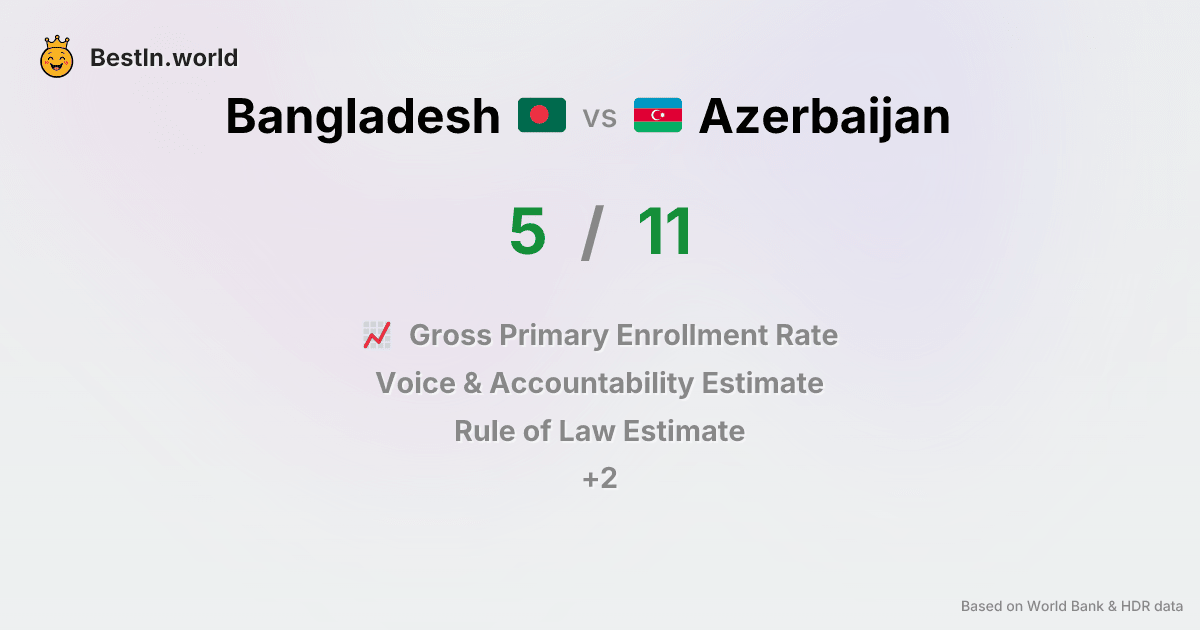 BestIn.world
Bangladesh vs Azerbaijan
5 / 11
Gross Primary Enrollment Rate
Voice & Accountability Estimate
Rule of Law Estimate
+2
Based on World Bank & HDR data